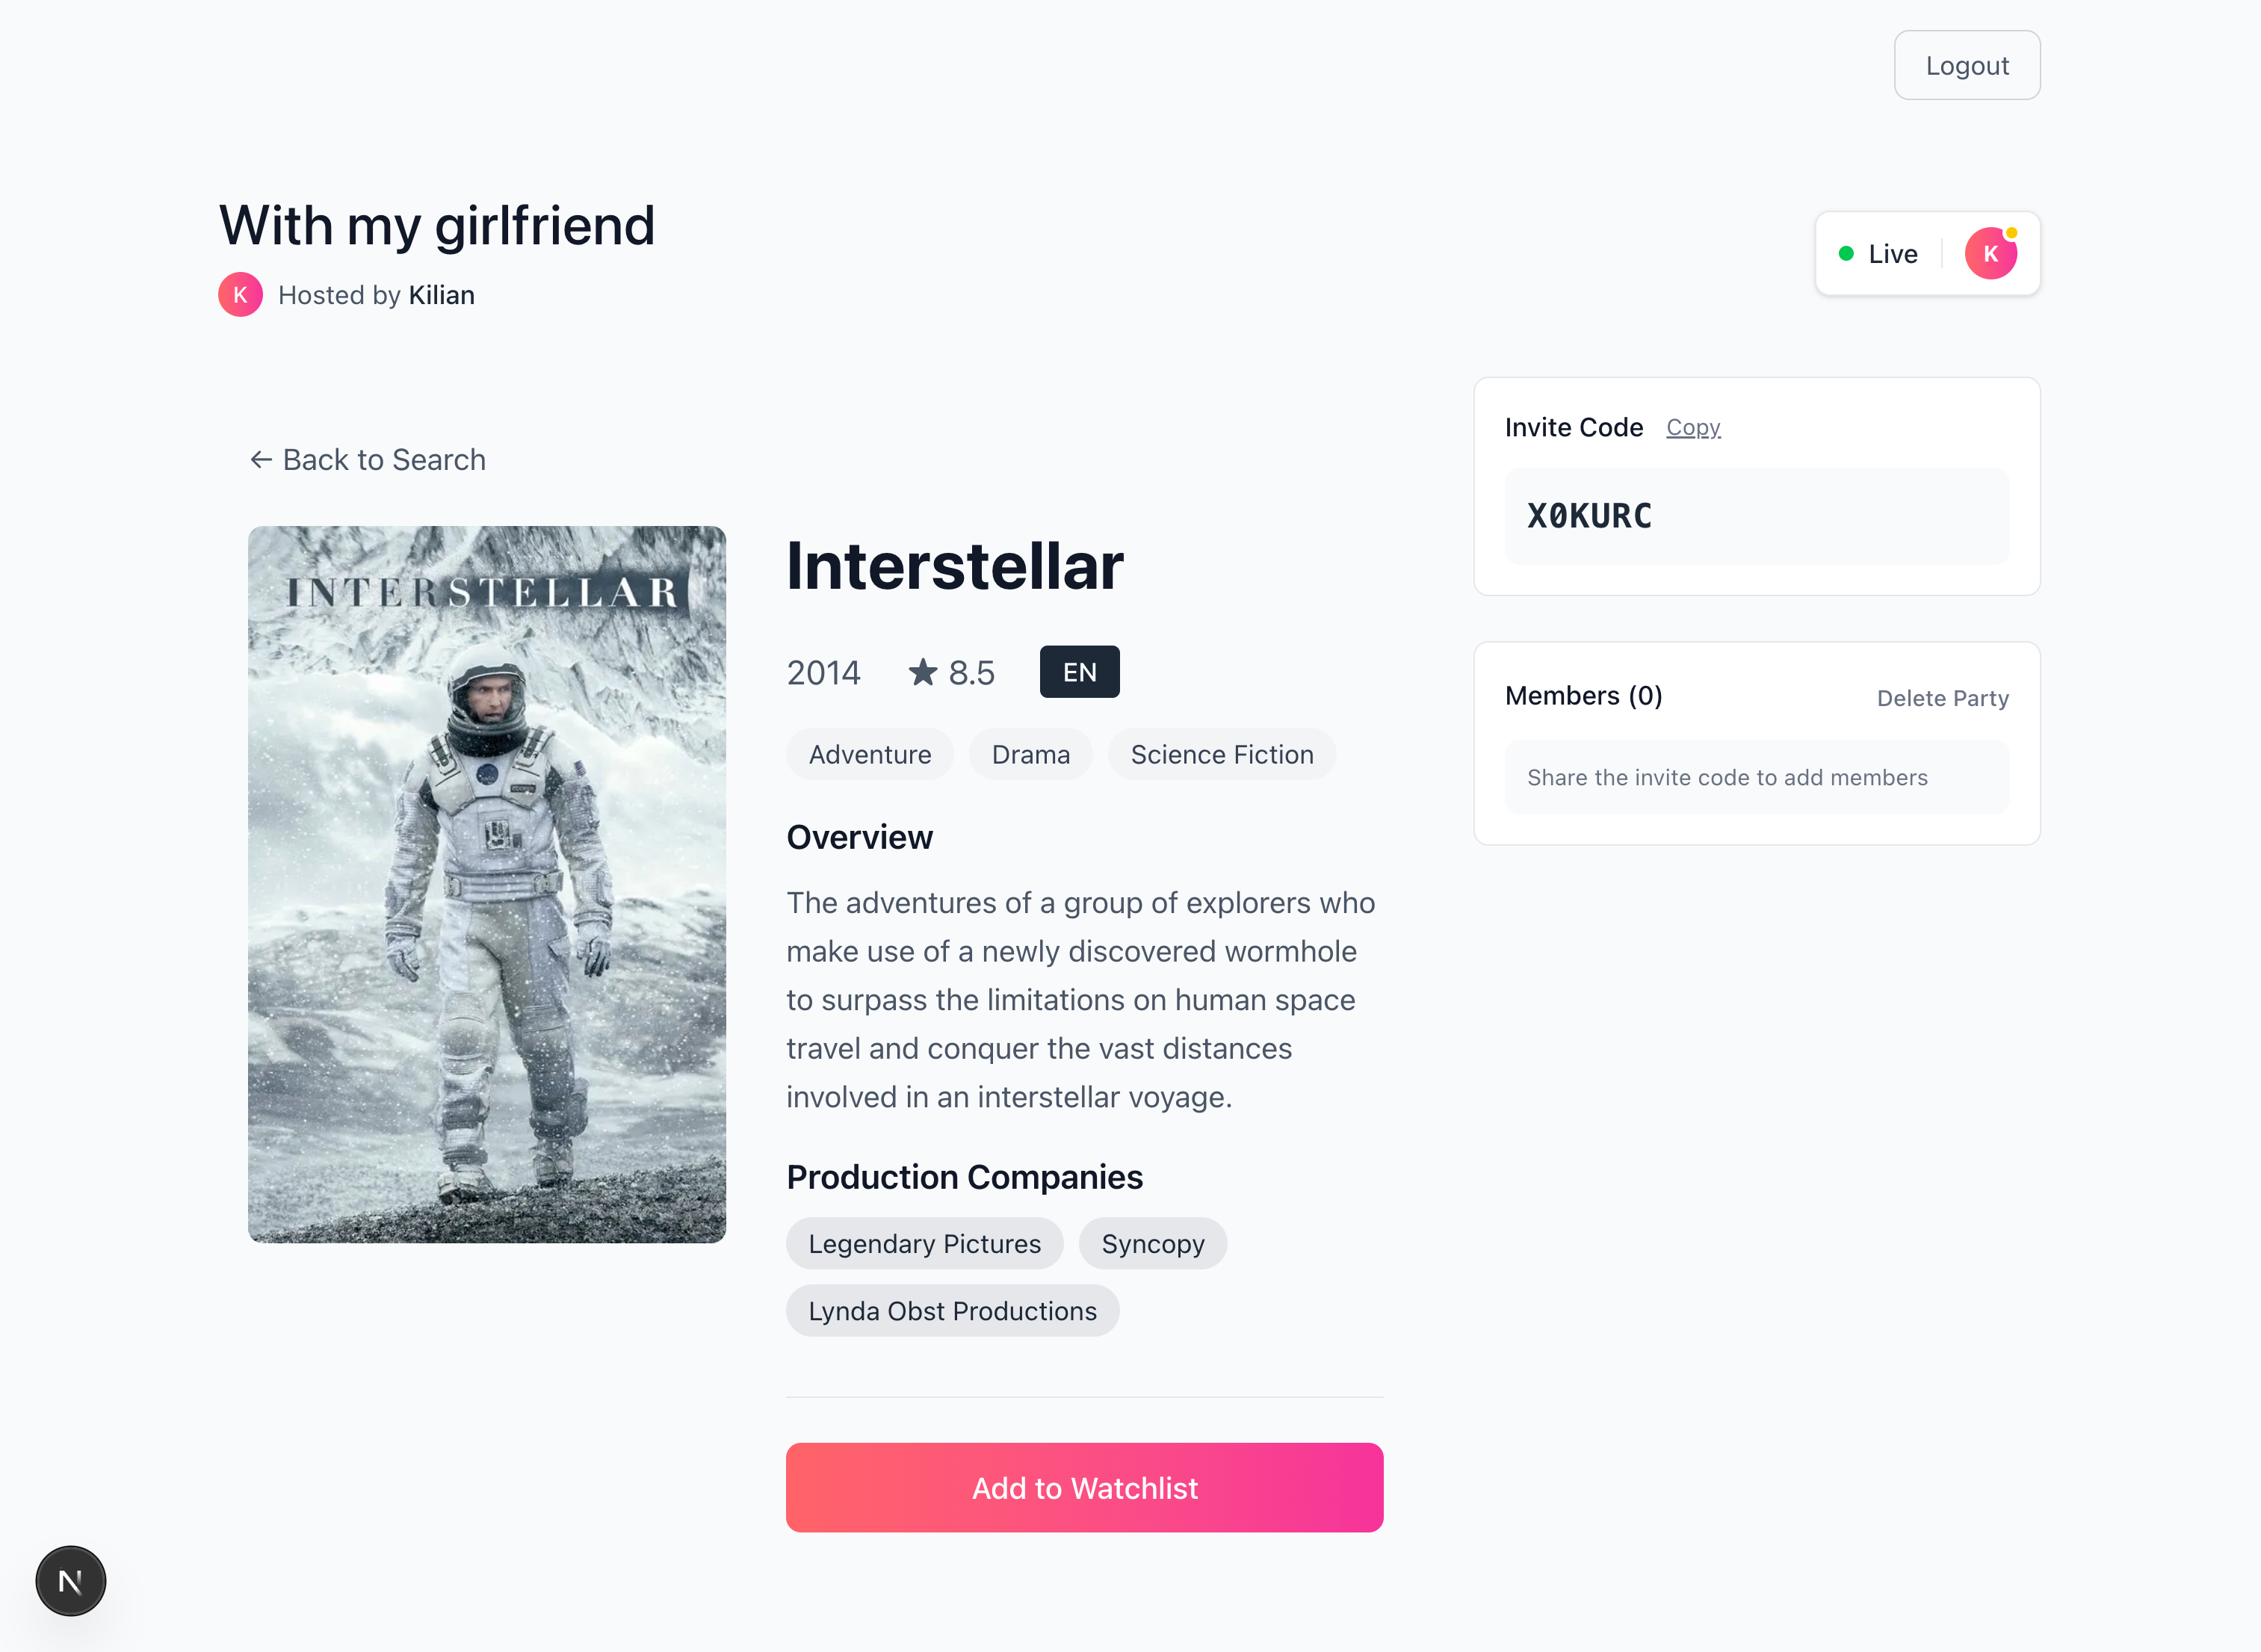 Logout
With my girlfriend
K Hosted by Kilian
Live K
← Back to Search
INTERSTELLAR
Interstellar
2014 ★ 8.5 EN
Adventure Drama Science Fiction
Overview
The adventures of a group of explorers who
make use of a newly discovered wormhole
to surpass the limitations on human space
travel and conquer the vast distances
involved in an interstellar voyage.
Production Companies
Legendary Pictures Syncopy
Lynda Obst Productions
Add to Watchlist
Invite Code Copy
X0KURC
Members (0) Delete Party
Share the invite code to add members
N